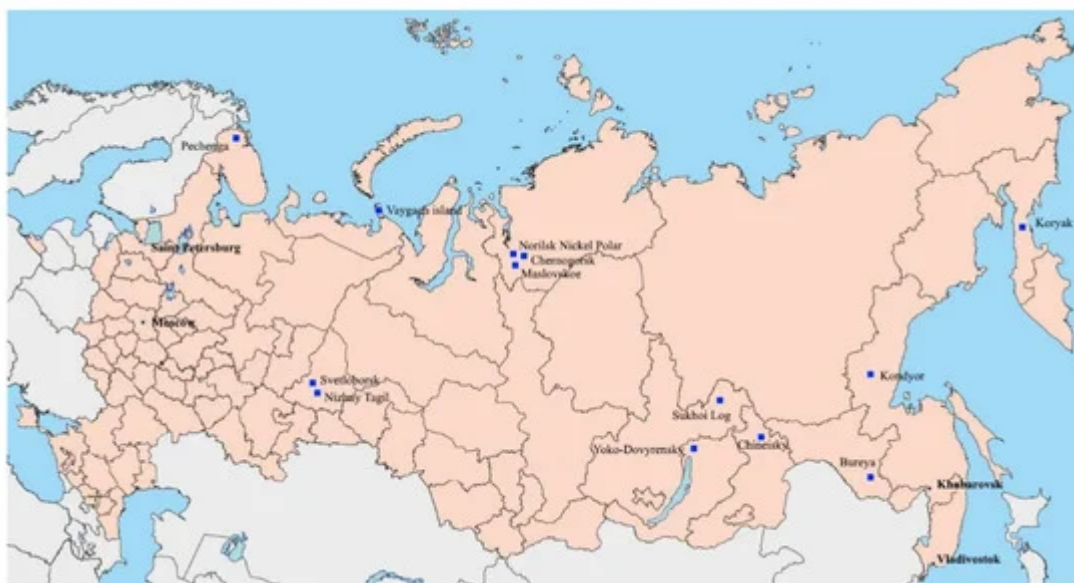 Pechenga
Vaygach island
Koryak
Saint Petersburg
Norilsk Nickel Polar
Chernogorsk
Maslovskoe
Moscow
Kondyor
Svetloborsk
Nizhny Tagil
Sukhoi Log
Chineisky
Yoko-Dovyrensky
Bureya
Khabarovsk
Vladivostok